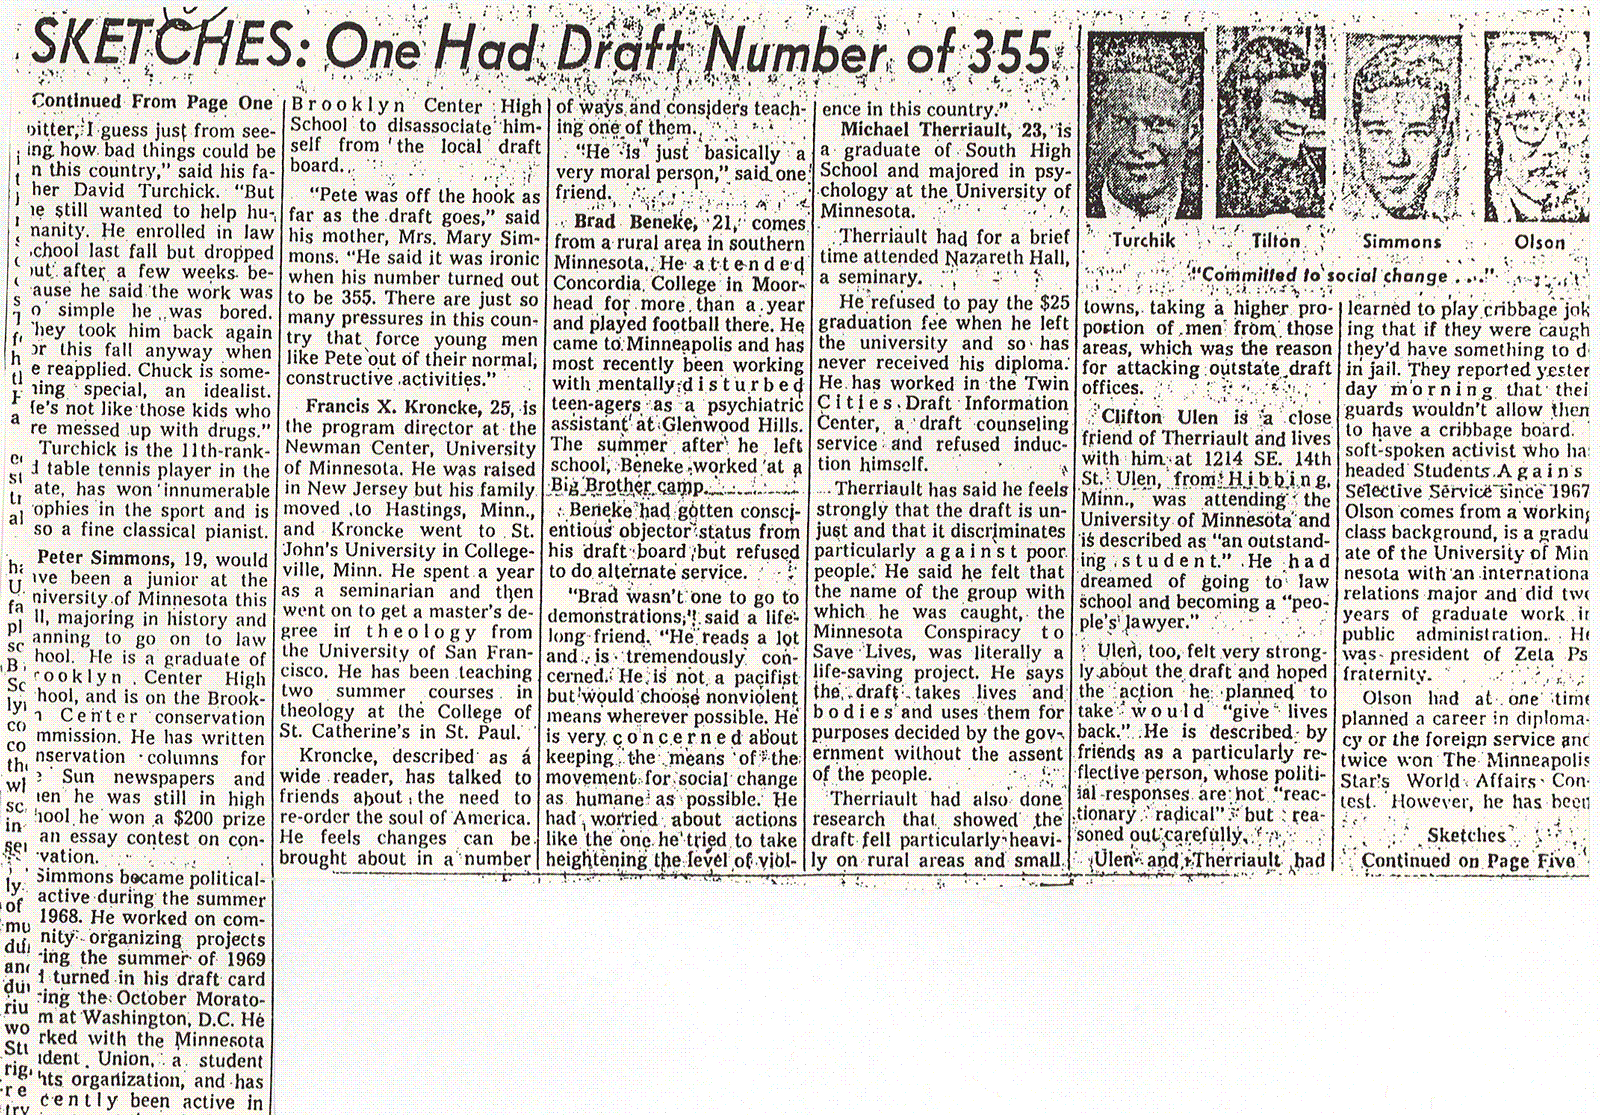 SKETCHES: One Had Draft Number of 355
Continued From Page One
bitter, I guess just from see-
ing how bad things could be
n this country," said his fa-
her David Turchick. "But
he still wanted to help hu-
manity. He enrolled in law
chool last fall but dropped
out after a few weeks be-
ause he said the work was
o simple he was bored.
They took him back again
or this fall anyway when
e reapplied. Chuck is some-
hing special, an idealist.
He's not like those kids who
re messed up with drugs."
Turchick is the 11th-rank-
d table tennis player in the
ate, has won innumerable
ophies in the sport and is
so a fine classical pianist.
Peter Simmons, 19, would
ave been a junior at the
niversity of Minnesota this
ll, majoring in history and
anning to go on to law
hool. He is a graduate of
rooklyn Center High
hool, and is on the Brook-
n Center conservation
mmission. He has written
nservation columns for
e Sun newspapers and
hen he was still in high
hool he won a $200 prize
an essay contest on con-
vation.
Simmons became political-
active during the summer
1968. He worked on com-
nity organizing projects
ing the summer of 1969
d turned in his draft card
ring the October Morato-
m at Washington, D.C. He
rked with the Minnesota
udent Union, a student
hts organization, and has
cently been active in
Brooklyn Center High
School to disassociate him-
self from the local draft
board.
"Pete was off the hook as
far as the draft goes," said
his mother, Mrs. Mary Sim-
mons. "He said it was ironic
when his number turned out
to be 355. There are just so
many pressures in this coun-
try that force young men
like Pete out of their normal,
constructive activities."
Francis X. Kroncke, 25, is
the program director at the
Newman Center, University
of Minnesota. He was raised
in New Jersey but his family
moved to Hastings, Minn.,
and Kroncke went to St.
John's University in College-
ville, Minn. He spent a year
as a seminarian and then
went on to get a master's de-
gree in theology from
the University of San Fran-
cisco. He has been teaching
two summer courses in
theology at the College of
St. Catherine's in St. Paul.
Kroncke, described as a
wide reader, has talked to
friends about the need to
re-order the soul of America.
He feels changes can be
brought about in a number
of ways and considers teach-
ing one of them.
"He is just basically a
very moral person," said one
friend.
Brad Beneke, 21, comes
from a rural area in southern
Minnesota. He attended
Concordia College in Moor-
head for more than a year
and played football there. He
came to Minneapolis and has
most recently been working
with mentally disturbed
teen-agers as a psychiatric
assistant at Glenwood Hills.
The summer after he left
school, Beneke worked at a
Big Brother camp.
Beneke had gotten consci-
entious objector status from
his draft board but refused
to do alternate service.
"Brad wasn't one to go to
demonstrations," said a life-
long friend. "He reads a lot
and is tremendously con-
cerned. He is not a pacifist
but would choose nonviolent
means wherever possible. He
is very concerned about
keeping the means of the
movement for social change
as humane as possible. He
had worried about actions
like the one he tried to take
heightening the level of viol-
ence in this country."
Michael Therriault, 23, is
a graduate of South High
School and majored in psy-
chology at the University of
Minnesota.
Therriault had for a brief
time attended Nazareth Hall,
a seminary.
He refused to pay the $25
graduation fee when he left
the university and so has
never received his diploma.
He has worked in the Twin
Cities Draft Information
Center, a draft counseling
service and refused induc-
tion himself.
Therriault has said he feels
strongly that the draft is un-
just and that it discriminates
particularly against poor
people. He said he felt that
the name of the group with
which he was caught, the
Minnesota Conspiracy to
Save Lives, was literally a
life-saving project. He says
the draft takes lives and
bodies and uses them for
purposes decided by the gov-
ernment without the assent
of the people.
Therriault had also done
research that showed the
draft fell particularly heavi-
ly on rural areas and small
Turchik Tilton Simmons Olson
"Committed to social change ...."
towns, taking a higher pro-
portion of men from those
areas, which was the reason
for attacking outstate draft
offices.
Clifton Ulen is a close
friend of Therriault and lives
with him at 1214 SE. 14th
St. Ulen, from Hibbing,
Minn., was attending the
University of Minnesota and
is described as "an outstand-
ing student." He had
dreamed of going to law
school and becoming a "peo-
ple's lawyer."
Ulen, too, felt very strong-
ly about the draft and hoped
the action he planned to
take would "give lives
back." He is described by
friends as a particularly re-
flective person, whose politi-
ial responses are not "reac-
tionary radical" but rea-
soned out carefully.
Ulen and Therriault had
learned to play cribbage jok
ing that if they were caugh
they'd have something to d
in jail. They reported yester
day morning that thei
guards wouldn't allow then
to have a cribbage board.
soft-spoken activist who ha
headed Students Agains
Selective Service since 1967
Olson comes from a working
class background, is a gradu
ate of the University of Min
nesota with an internationa
relations major and did two
years of graduate work in
public administration. He
was president of Zeta Ps
fraternity.
Olson had at one time
planned a career in diploma-
cy or the foreign service and
twice won The Minneapolis
Star's World Affairs Con-
test. However, he has been
Sketches
Continued on Page Five